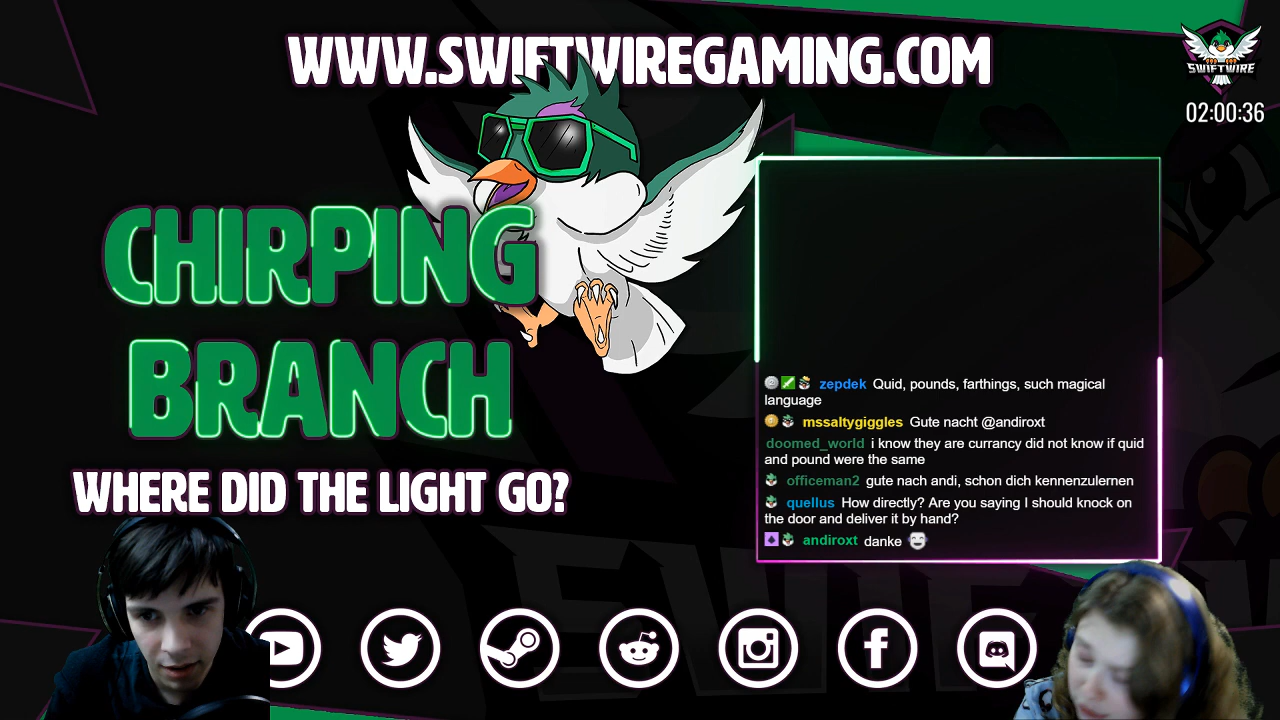 WWW.SWIFTWIREGAMING.COM
SWIFTWIRE
02:00:36
CHIRPING
BRANCH
WHERE DID THE LIGHT GO?
zepdek Quid, pounds, farthings, such magical
language
mssaltygiggles Gute nacht @andiroxt
doomed_world i know they are currancy did not know if quid
and pound were the same
officeman2 gute nach andi, schon dich kennenzulernen
quellus How directly? Are you saying I should knock on
the door and deliver it by hand?
andiroxt danke